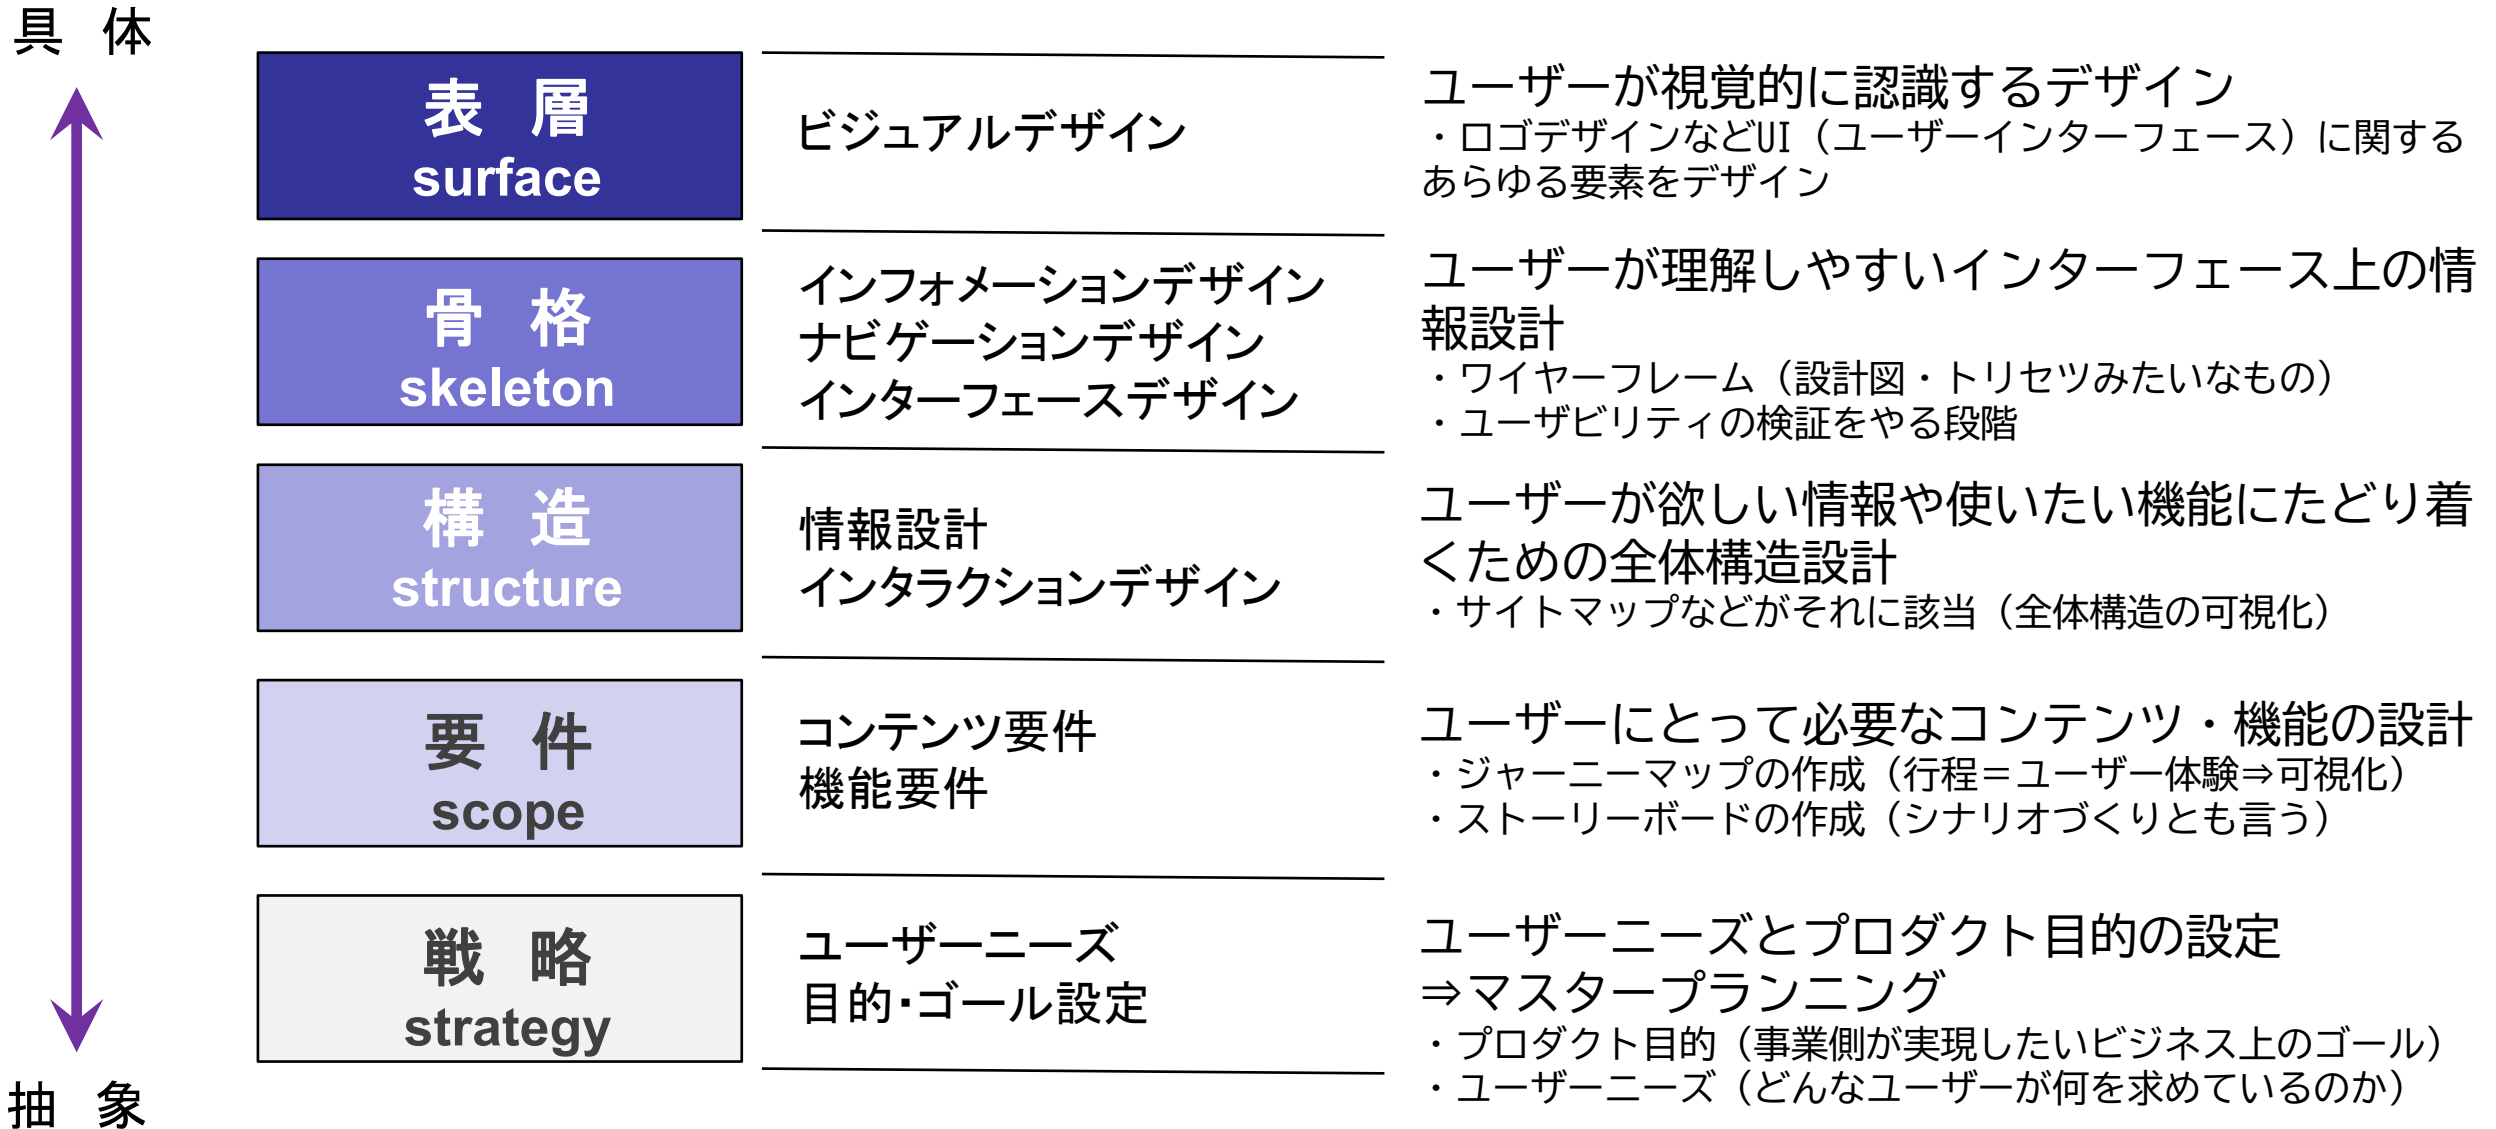 具　体
表　層
surface
ビジュアルデザイン
ユーザーが視覚的に認識するデザイン
・ロゴデザインなどUI（ユーザーインターフェース）に関する
あらゆる要素をデザイン
骨　格
skeleton
インフォメーションデザイン
ナビゲーションデザイン
インターフェースデザイン
ユーザーが理解しやすいインターフェース上の情
報設計
・ワイヤーフレーム（設計図・トリセツみたいなもの）
・ユーザビリティの検証をやる段階
構　造
structure
情報設計
インタラクションデザイン
ユーザーが欲しい情報や使いたい機能にたどり着
くための全体構造設計
・サイトマップなどがそれに該当（全体構造の可視化）
要　件
scope
コンテンツ要件
機能要件
ユーザーにとって必要なコンテンツ・機能の設計
・ジャーニーマップの作成（行程＝ユーザー体験⇒可視化）
・ストーリーボードの作成（シナリオづくりとも言う）
戦　略
strategy
ユーザーニーズ
目的･ゴール設定
ユーザーニーズとプロダクト目的の設定
⇒マスタープランニング
・プロダクト目的（事業側が実現したいビジネス上のゴール）
・ユーザーニーズ（どんなユーザーが何を求めているのか）
抽　象